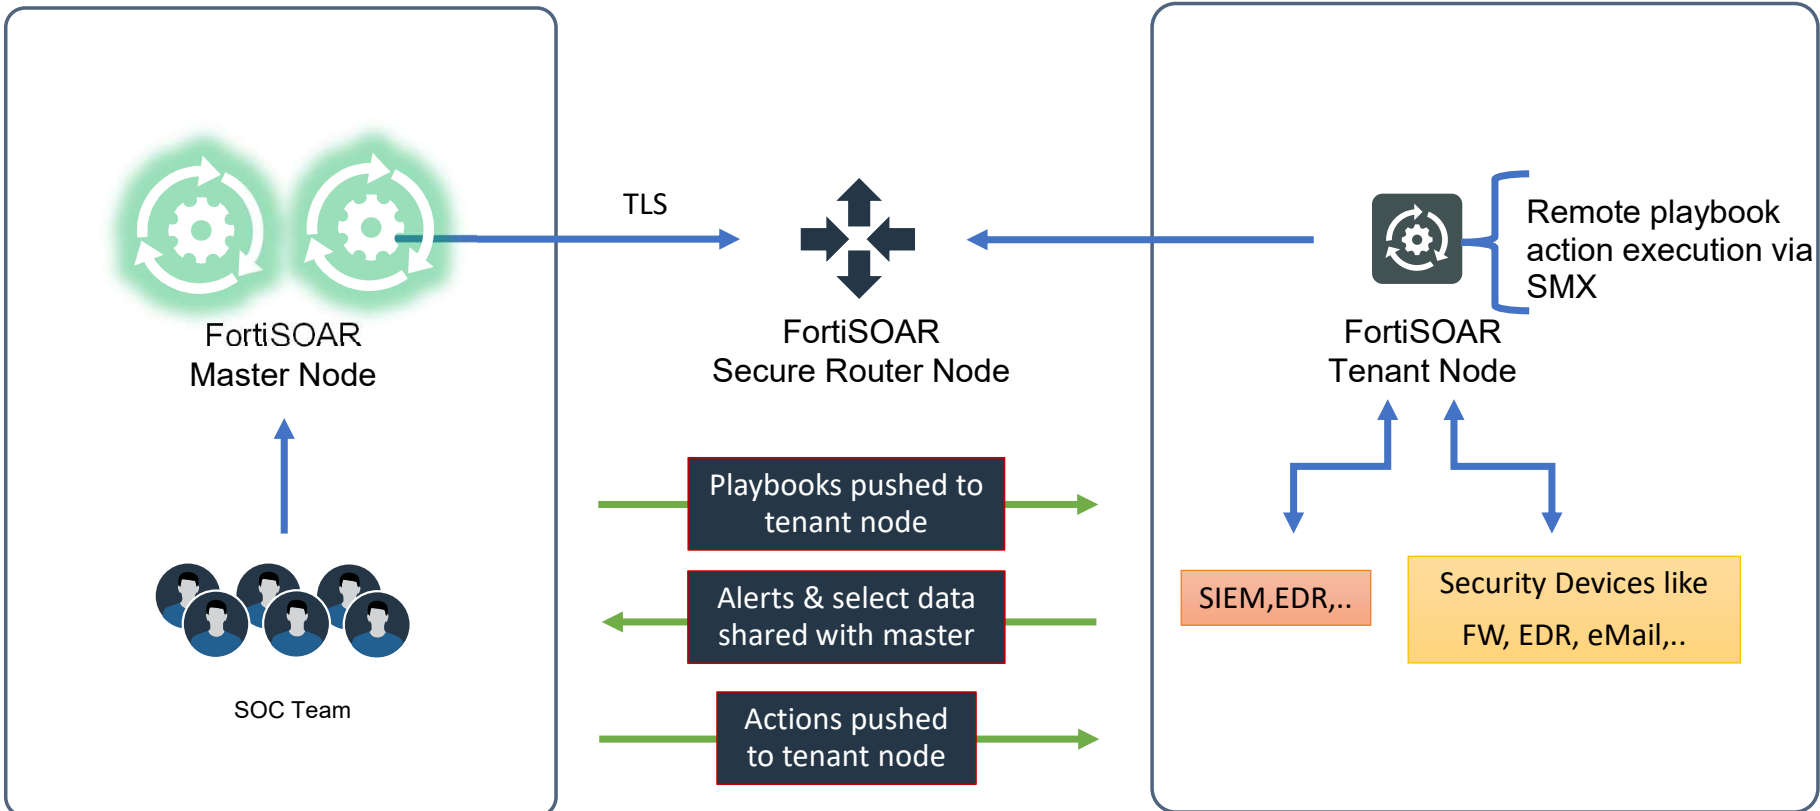 TLS
FortiSOAR
Master Node
FortiSOAR
Secure Router Node
FortiSOAR
Tenant Node
Remote playbook
action execution via
SMX
Playbooks pushed to
tenant node
Alerts & select data
shared with master
Actions pushed
to tenant node
SIEM,EDR,..
Security Devices like
FW, EDR, eMail,..
SOC Team